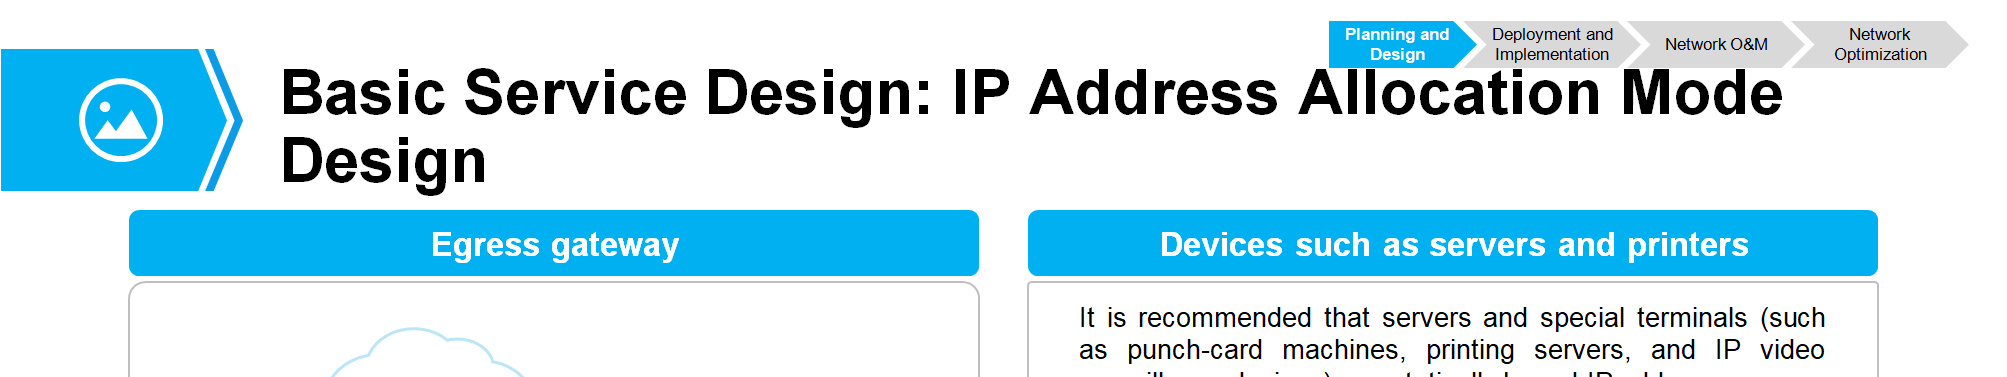 Planning and
Design
Deployment and
Implementation
Network O&M
Network
Optimization
Basic Service Design: IP Address Allocation Mode
Design
Egress gateway
Devices such as servers and printers
It is recommended that servers and special terminals (such
as punch-card machines, printing servers, and IP video